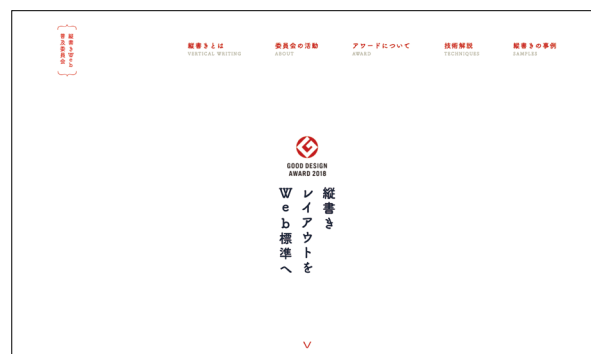 縦書きWeb
普及委員会
縦書きとは
VERTICAL WRITING
委員会の活動
ABOUT
アワードについて
AWARD
技術解説
TECHNIQUES
縦書きの事例
SAMPLES
GOOD DESIGN
AWARD 2018
縦書き
レイアウトを
Web標準へ